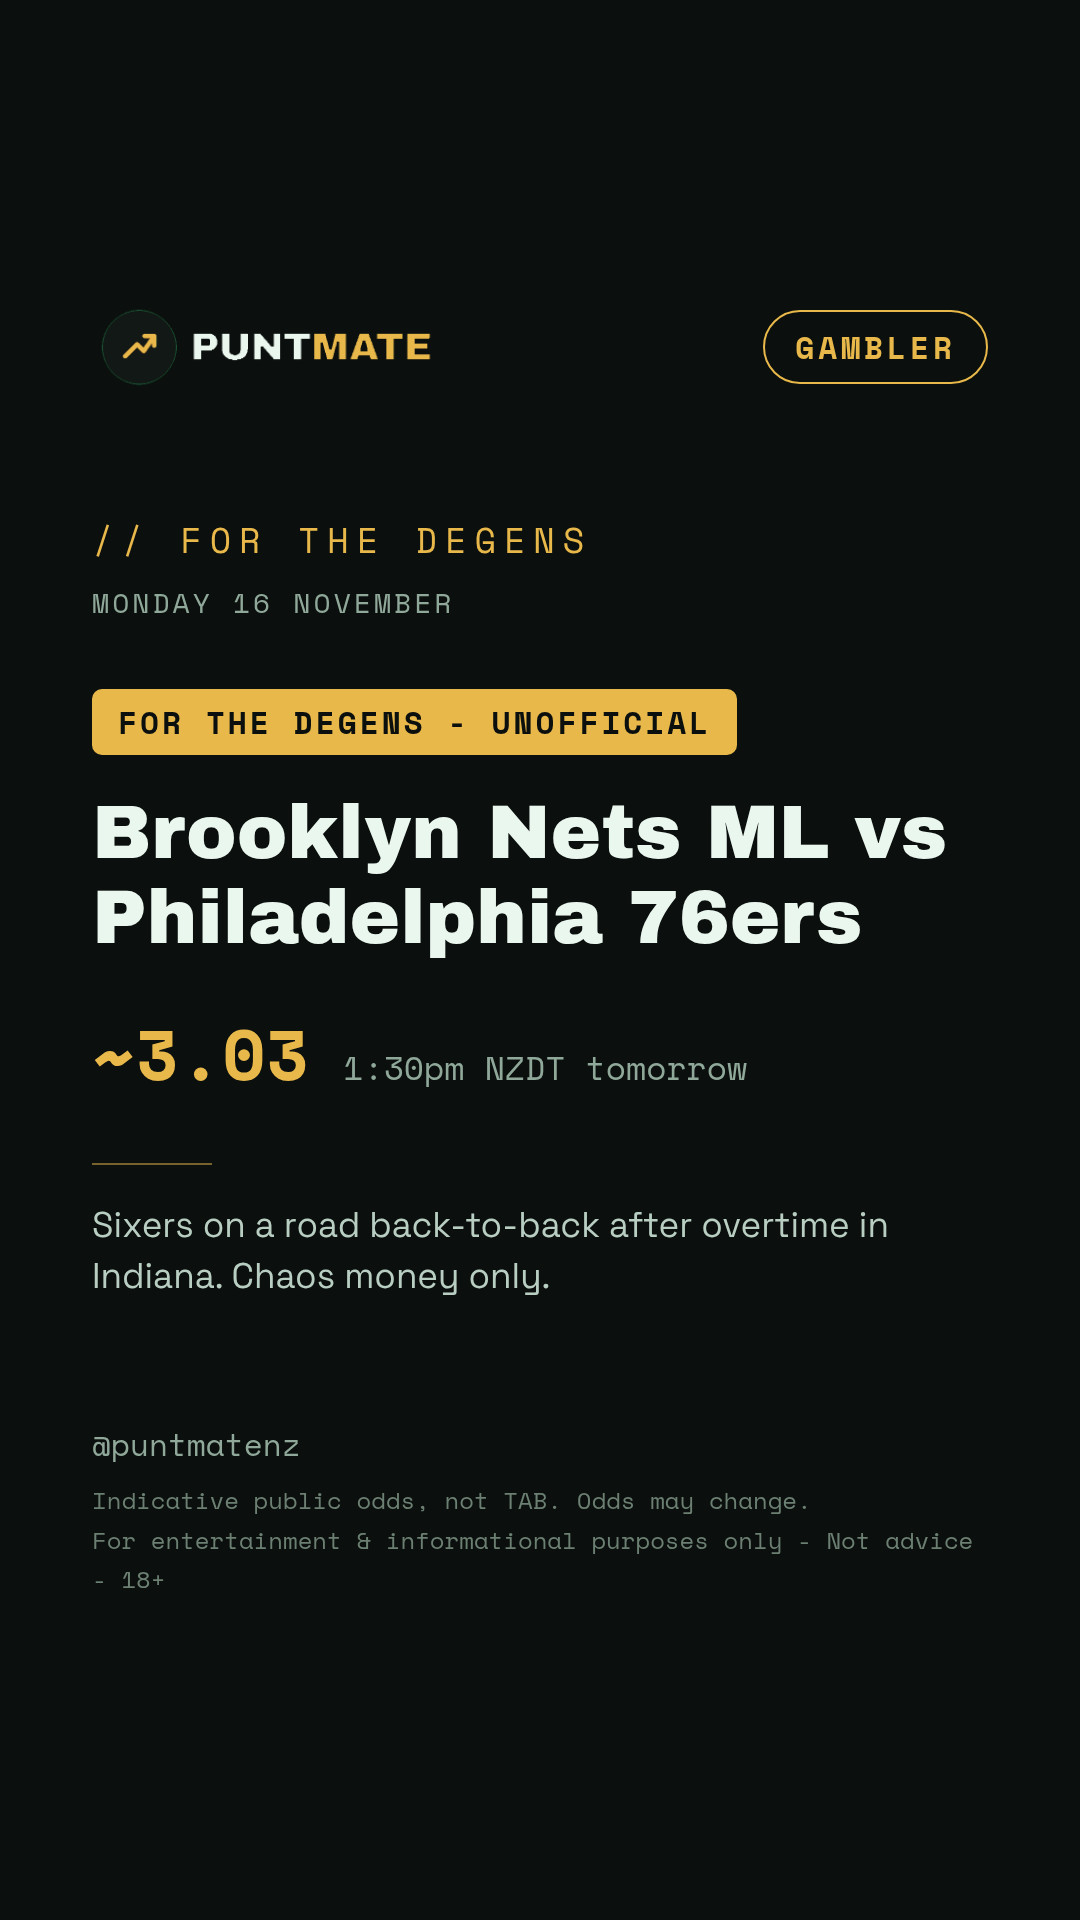 PUNTMATE
GAMBLER
// FOR THE DEGENS
MONDAY 16 NOVEMBER
FOR THE DEGENS - UNOFFICIAL
Brooklyn Nets ML vs
Philadelphia 76ers
~3.03 1:30pm NZDT tomorrow
Sixers on a road back-to-back after overtime in
Indiana. Chaos money only.
@puntmatenz
Indicative public odds, not TAB. Odds may change.
For entertainment & informational purposes only - Not advice
- 18+